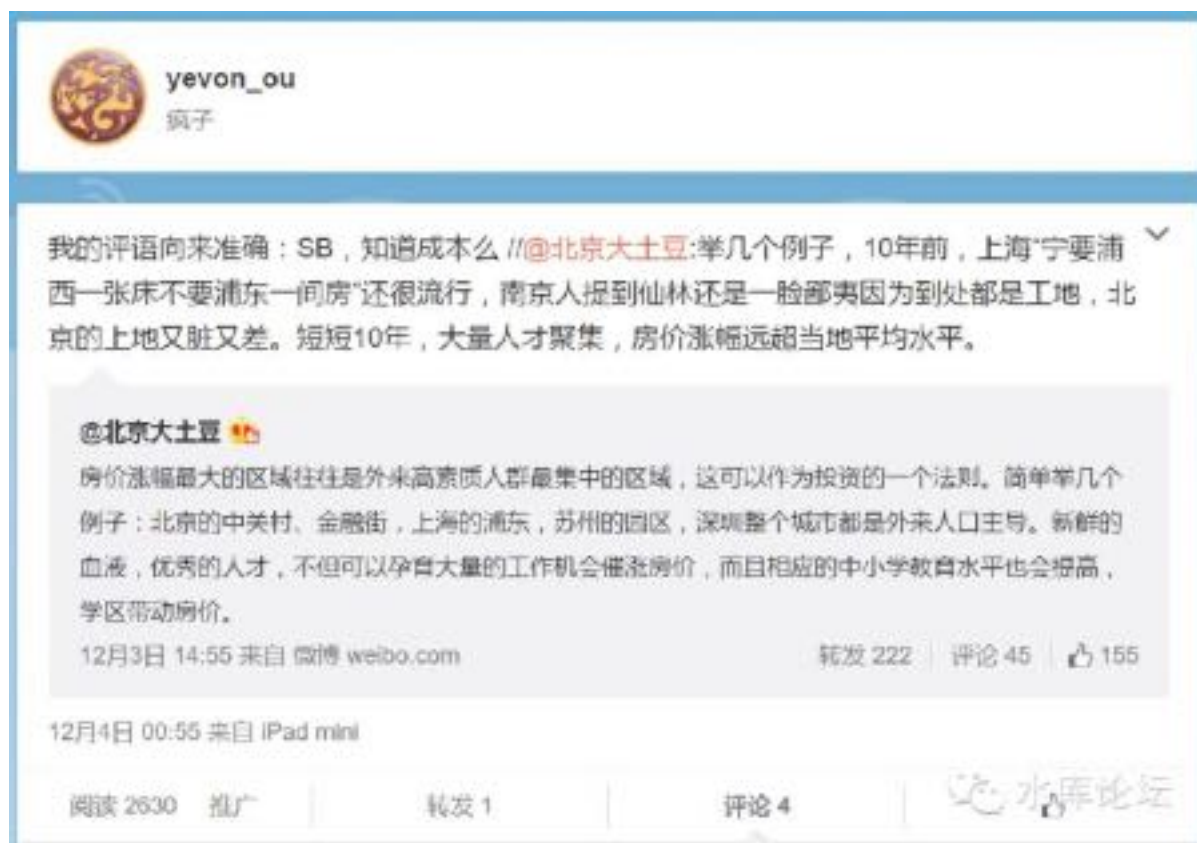 yevon_ou
疯子
我的评语向来准确：SB，知道成本么 //@北京大土豆:举几个例子，10年前，上海“宁要浦
西一张床不要浦东一间房”还很流行，南京人提到仙林还是一脸鄙夷因为到处都是工地，北
京的上地又脏又差。短短10年，大量人才聚集，房价涨幅远超当地平均水平。
@北京大土豆
房价涨幅最大的区域往往是外来高素质人群最集中的区域，这可以作为投资的一个法则。简单举几个
例子：北京的中关村、金融街，上海的浦东，苏州的园区，深圳整个城市都是外来人口主导。新鲜的
血液，优秀的人才，不但可以孕育大量的工作机会催涨房价，而且相应的中小学教育水平也会提高，
学区带动房价。
12月3日 14:55 来自 微博 weibo.com 转发 222 评论 45 155
12月4日 00:55 来自 iPad mini
阅读 2630 推广 转发 1 评论 4
水库论坛